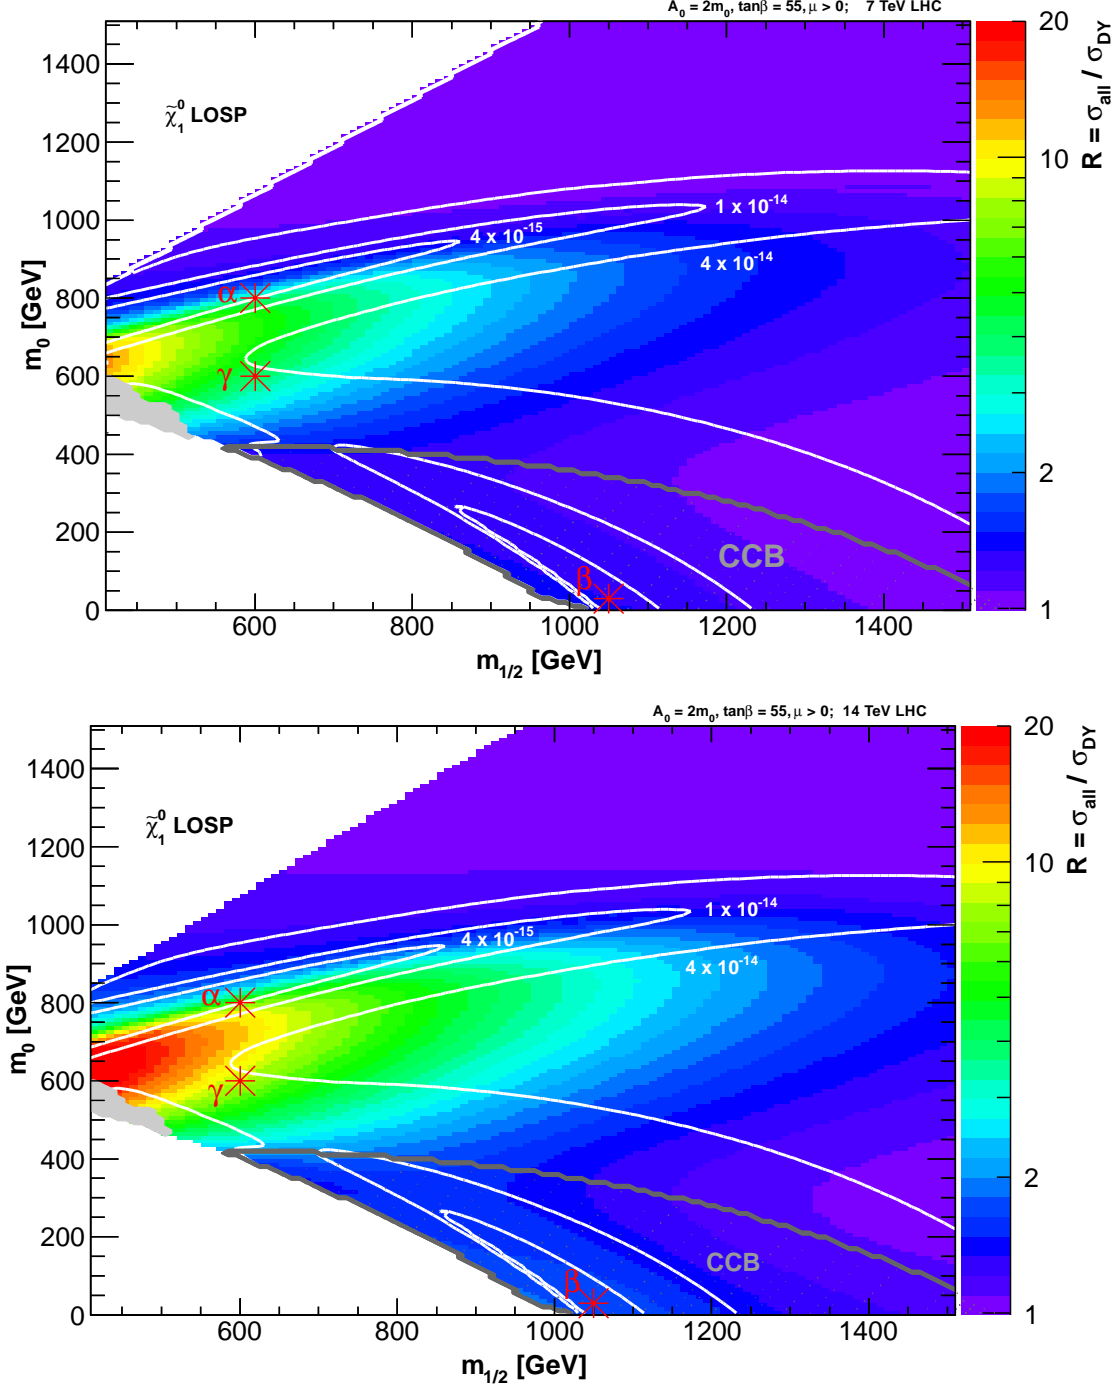 A₀ = 2m₀, tanβ = 55, μ > 0; 7 TeV LHC
χ̃₁⁰ LOSP
1 x 10⁻¹⁴
4 x 10⁻¹⁵
4 x 10⁻¹⁴
α
γ
β
CCB
1400
1200
1000
800
600
400
200
0
m₀ [GeV]
600 800 1000 1200 1400
m₁/₂ [GeV]
20
10
2
1
R = σall / σDY
A₀ = 2m₀, tanβ = 55, μ > 0; 14 TeV LHC
χ̃₁⁰ LOSP
1 x 10⁻¹⁴
4 x 10⁻¹⁵
4 x 10⁻¹⁴
α
γ
β
CCB
1400
1200
1000
800
600
400
200
0
m₀ [GeV]
600 800 1000 1200 1400
m₁/₂ [GeV]
20
10
2
1
R = σall / σDY